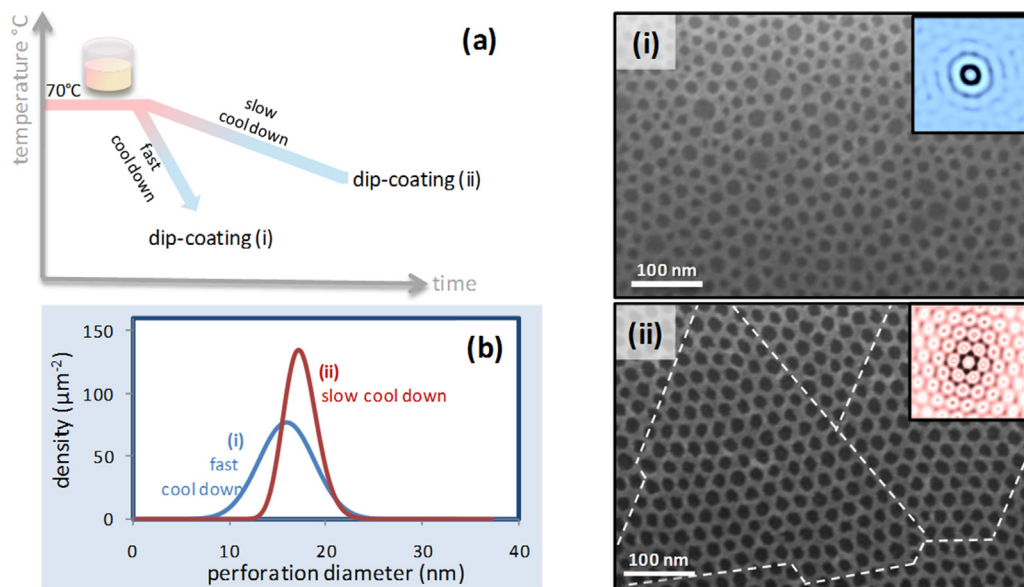 temperature °C
(a)
70°C
slow
cool down
fast
cool down
dip-coating (ii)
dip-coating (i)
time
(b)
150
100
50
0
density (µm⁻²)
(ii)
slow cool down
(i)
fast
cool down
0 10 20 30 40
perforation diameter (nm)
(i)
100 nm
(ii)
100 nm